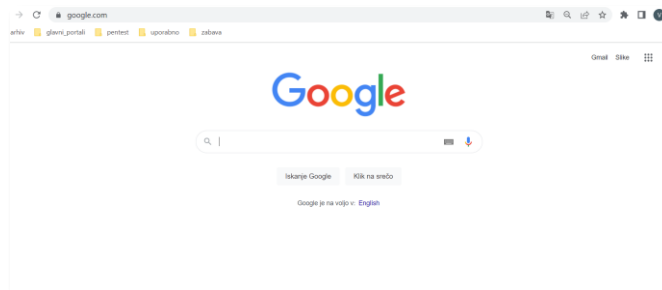 google.com
arhiv glavni_portali pentest uporabno zabava
Gmail Slike
Google
Iskanje Google Klik na srečo
Google je na voljo v: English